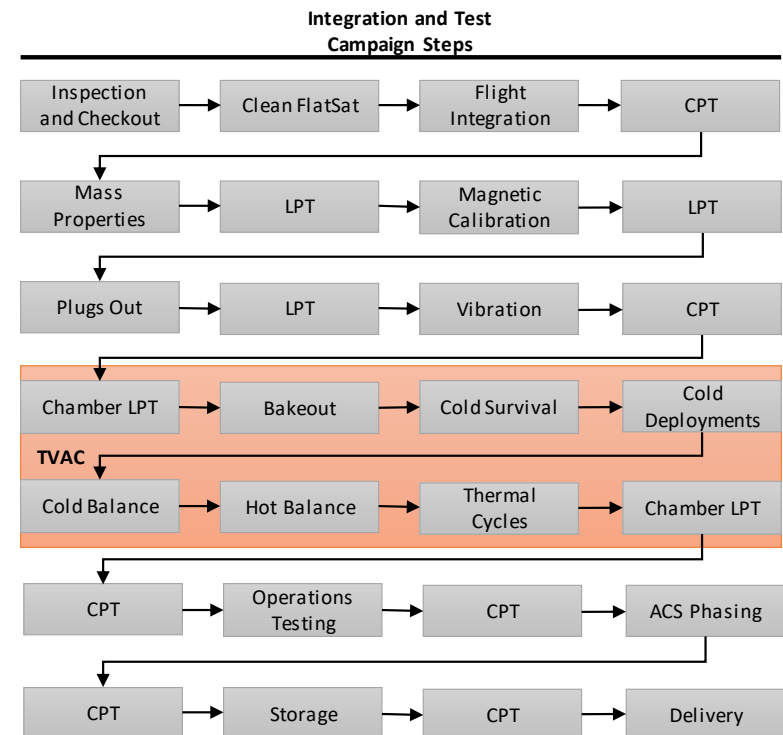 Integration and Test
Campaign Steps
Inspection
and Checkout
Clean FlatSat
Flight
Integration
CPT
Mass
Properties
LPT
Magnetic
Calibration
LPT
Plugs Out
LPT
Vibration
CPT
Chamber LPT
Bakeout
Cold Survival
Cold
Deployments
TVAC
Cold Balance
Hot Balance
Thermal
Cycles
Chamber LPT
CPT
Operations
Testing
CPT
ACS Phasing
CPT
Storage
CPT
Delivery